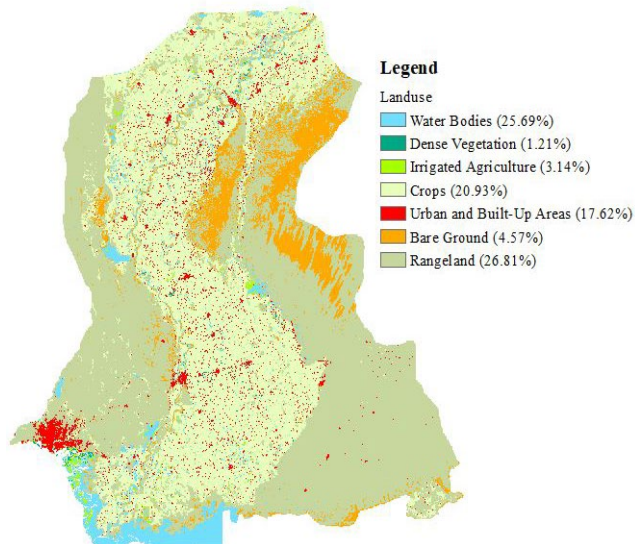 Legend
Landuse
Water Bodies (25.69%)
Dense Vegetation (1.21%)
Irrigated Agriculture (3.14%)
Crops (20.93%)
Urban and Built-Up Areas (17.62%)
Bare Ground (4.57%)
Rangeland (26.81%)